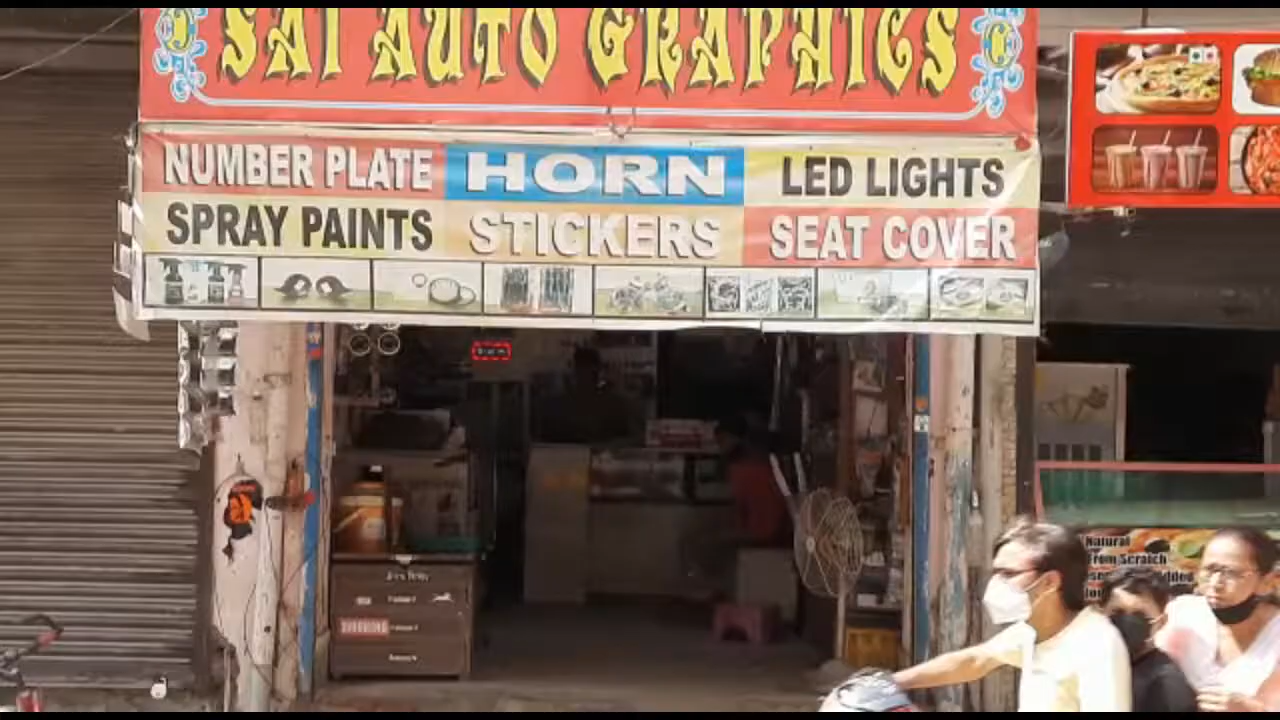 SAI AUTO GRAPHICS
NUMBER PLATE HORN LED LIGHTS
SPRAY PAINTS STICKERS SEAT COVER
Natural
From Scratch